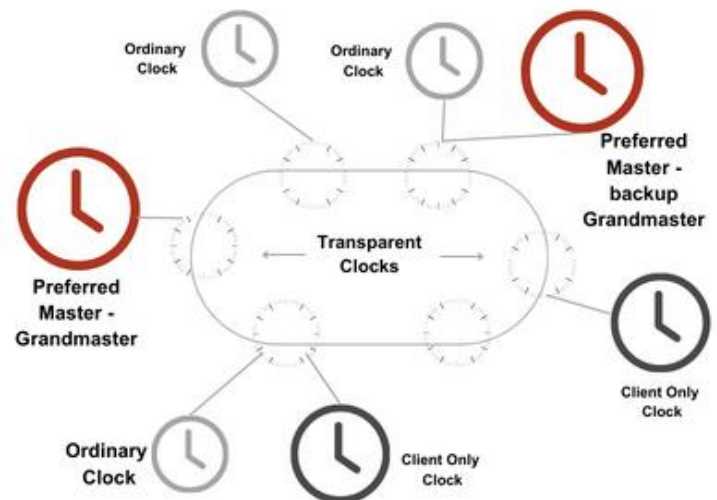 Ordinary
Clock
Ordinary
Clock
Preferred
Master -
backup
Grandmaster
Transparent
Clocks
Preferred
Master -
Grandmaster
Client Only
Clock
Ordinary
Clock
Client Only
Clock